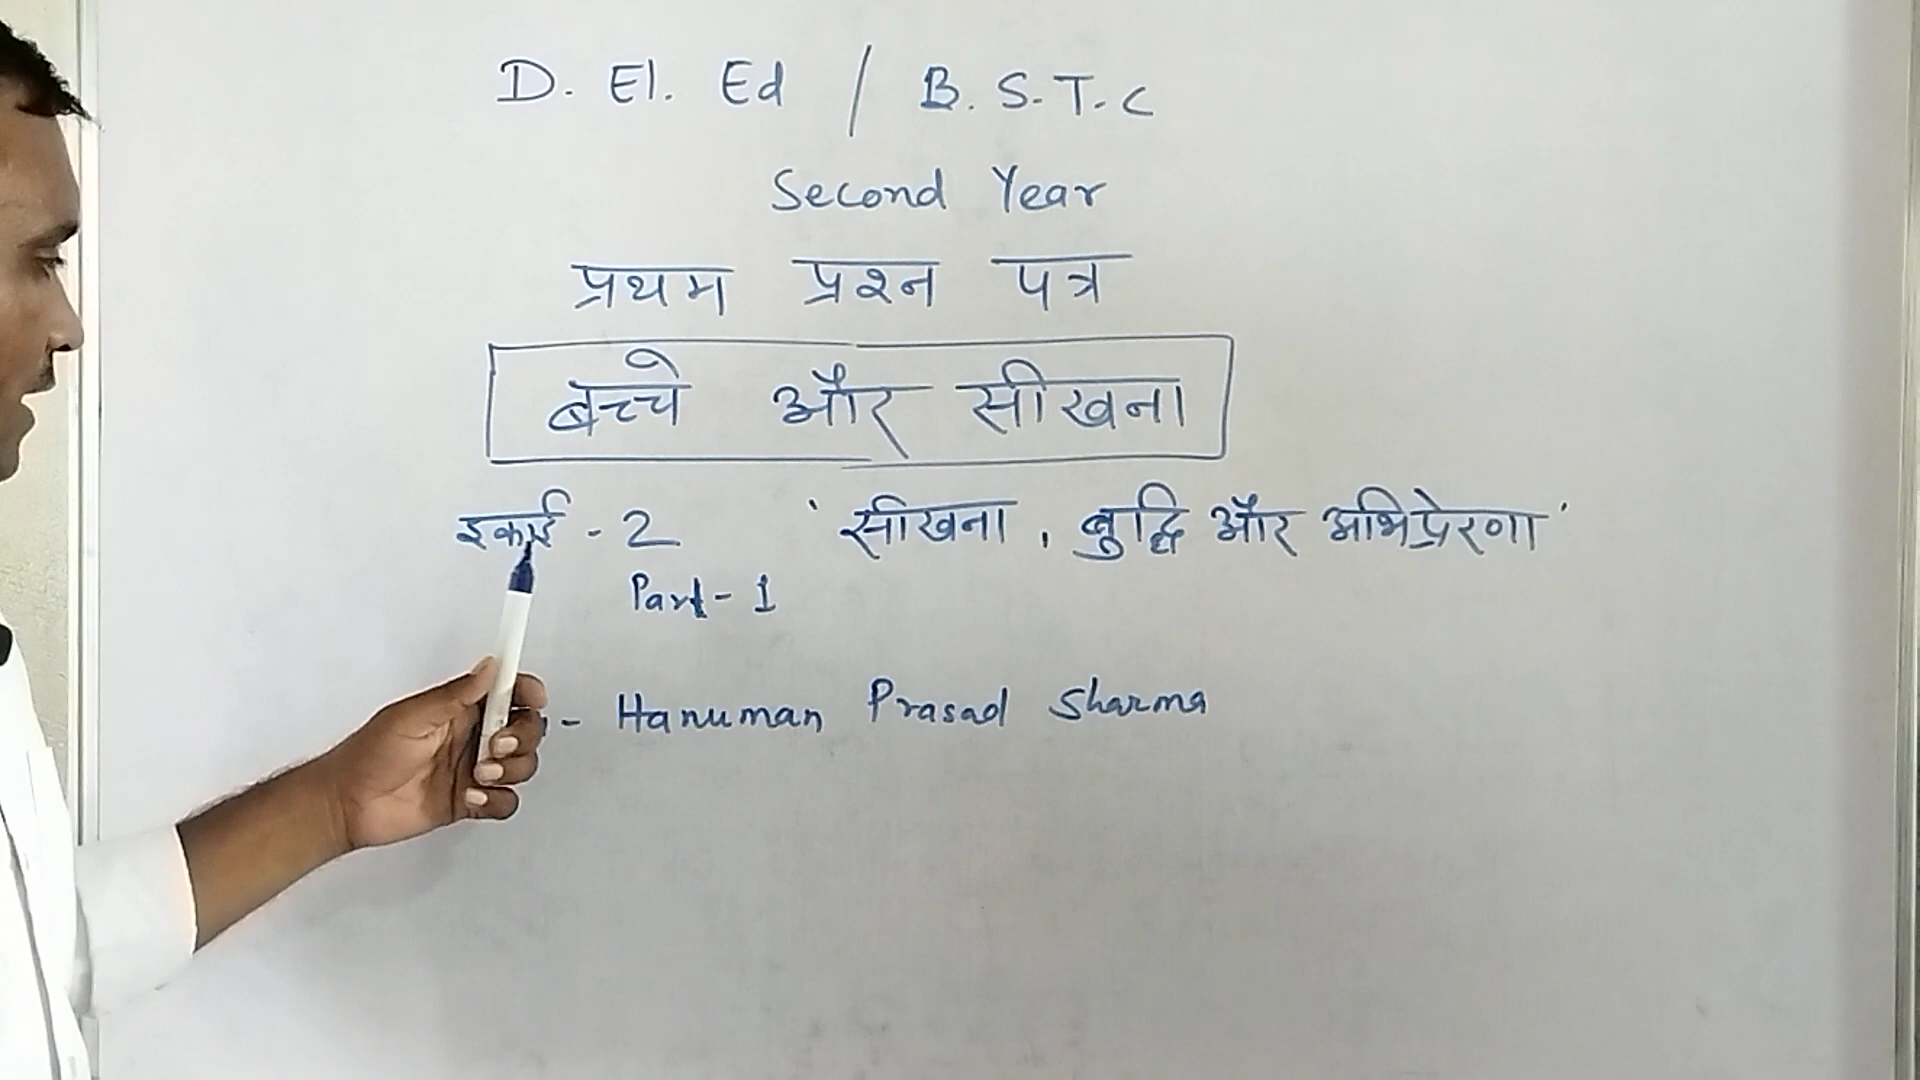 D. El. Ed / B. S. T. C
Second Year
प्रथम प्रश्न पत्र
बच्चे और सीखना
इकाई - 2 ' सीखना , बुद्धि और अभिप्रेरणा '
Part - 1
- Hanuman Prasad Sharma